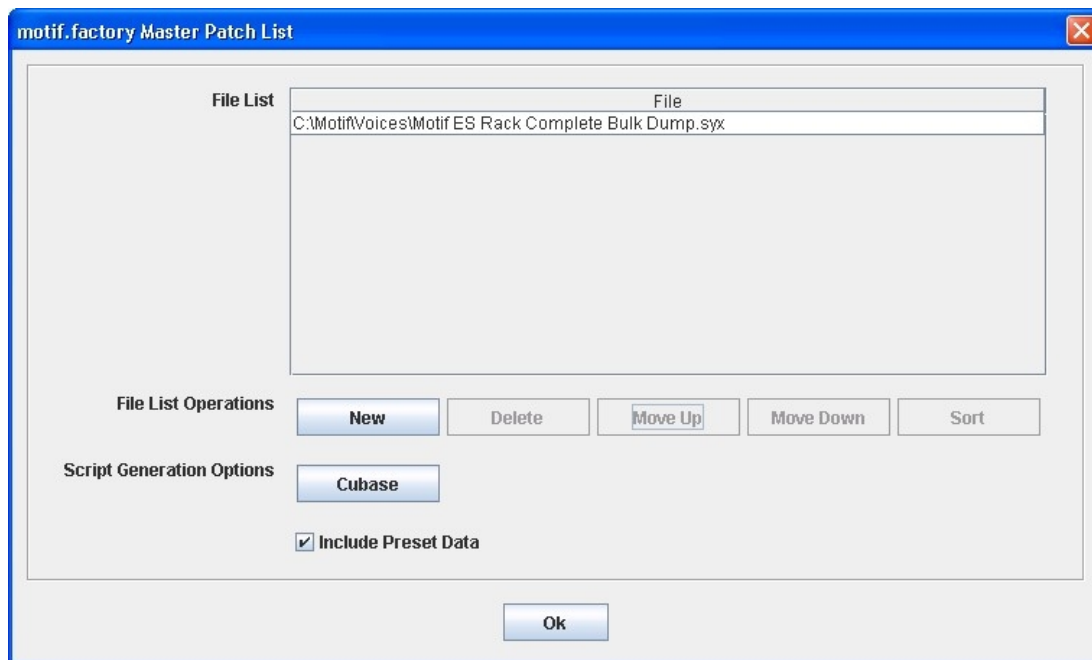 motif.factory Master Patch List
File List
File
C:\Motif\Voices\Motif ES Rack Complete Bulk Dump.syx
File List Operations
New Delete Move Up Move Down Sort
Script Generation Options
Cubase
Include Preset Data
Ok